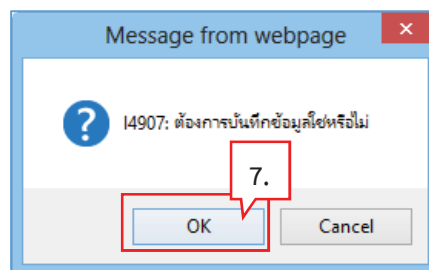 Message from webpage
I4907: ต้องการบันทึกข้อมูลใช่หรือไม่
7.
OK
Cancel